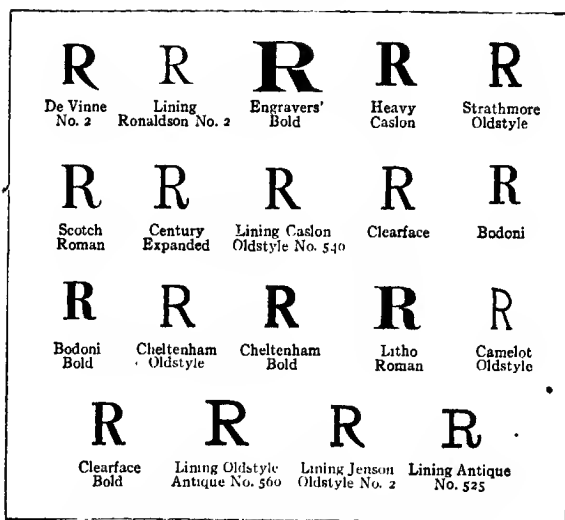 R R R R R
De Vinne Lining Engravers' Heavy Strathmore
No. 2 Ronaldson No. 2 Bold Caslon Oldstyle
R R R R R
Scotch Century Lining Caslon Clearface Bodoni
Roman Expanded Oldstyle No. 540
R R R R R
Bodoni Cheltenham Cheltenham Litho Camelot
Bold Oldstyle Bold Roman Oldstyle
R R R R
Clearface Lining Oldstyle Lining Jenson Lining Antique
Bold Antique No. 560 Oldstyle No. 2 No. 525